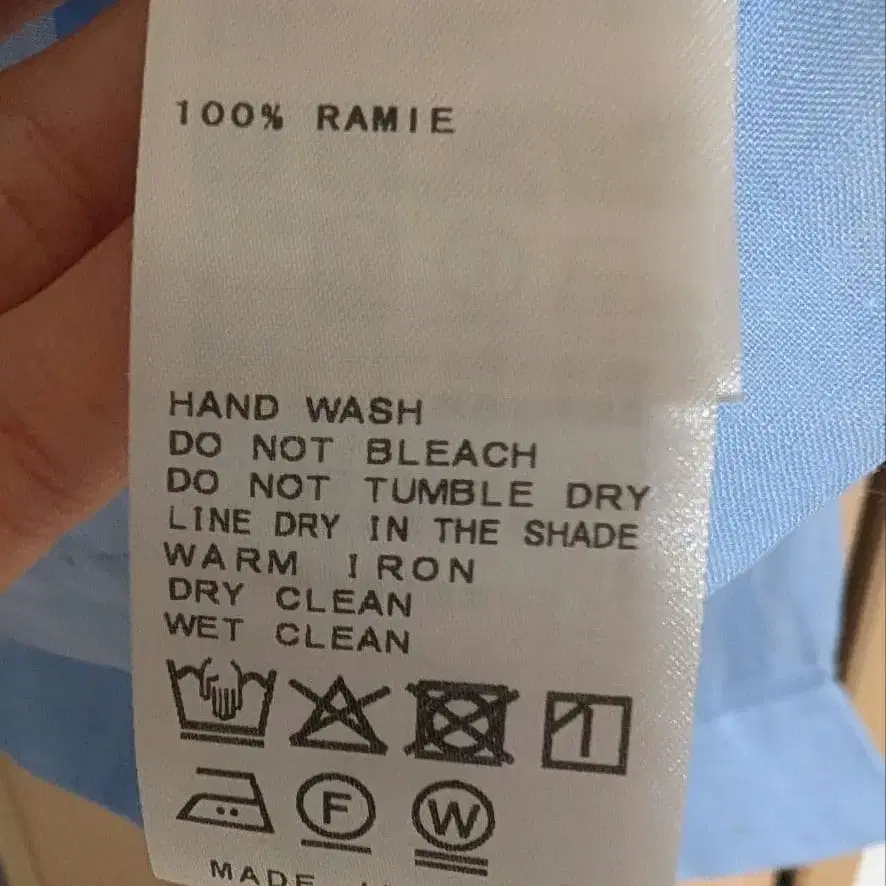 100% RAMIE
HAND WASH
DO NOT BLEACH
DO NOT TUMBLE DRY
LINE DRY IN THE SHADE
WARM IRON
DRY CLEAN
WET CLEAN
F
W
MADE